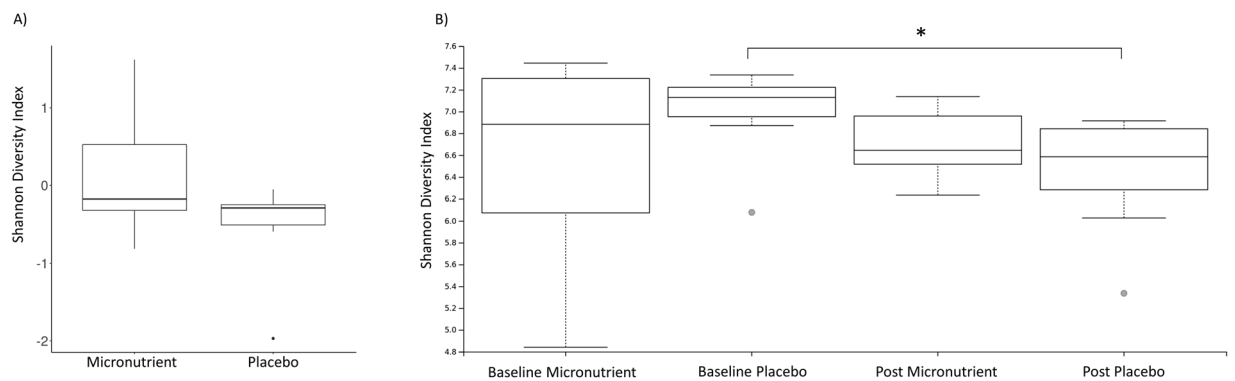 A)
Shannon Diversity Index
1
0
-1
-2
Micronutrient
Placebo
B)
*
Shannon Diversity Index
7.6
7.4
7.2
7.0
6.8
6.6
6.4
6.2
6.0
5.8
5.6
5.4
5.2
5.0
4.8
Baseline Micronutrient
Baseline Placebo
Post Micronutrient
Post Placebo